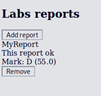 Labs reports
Add report
MyReport
This report ok
Mark: D (55.0)
Remove